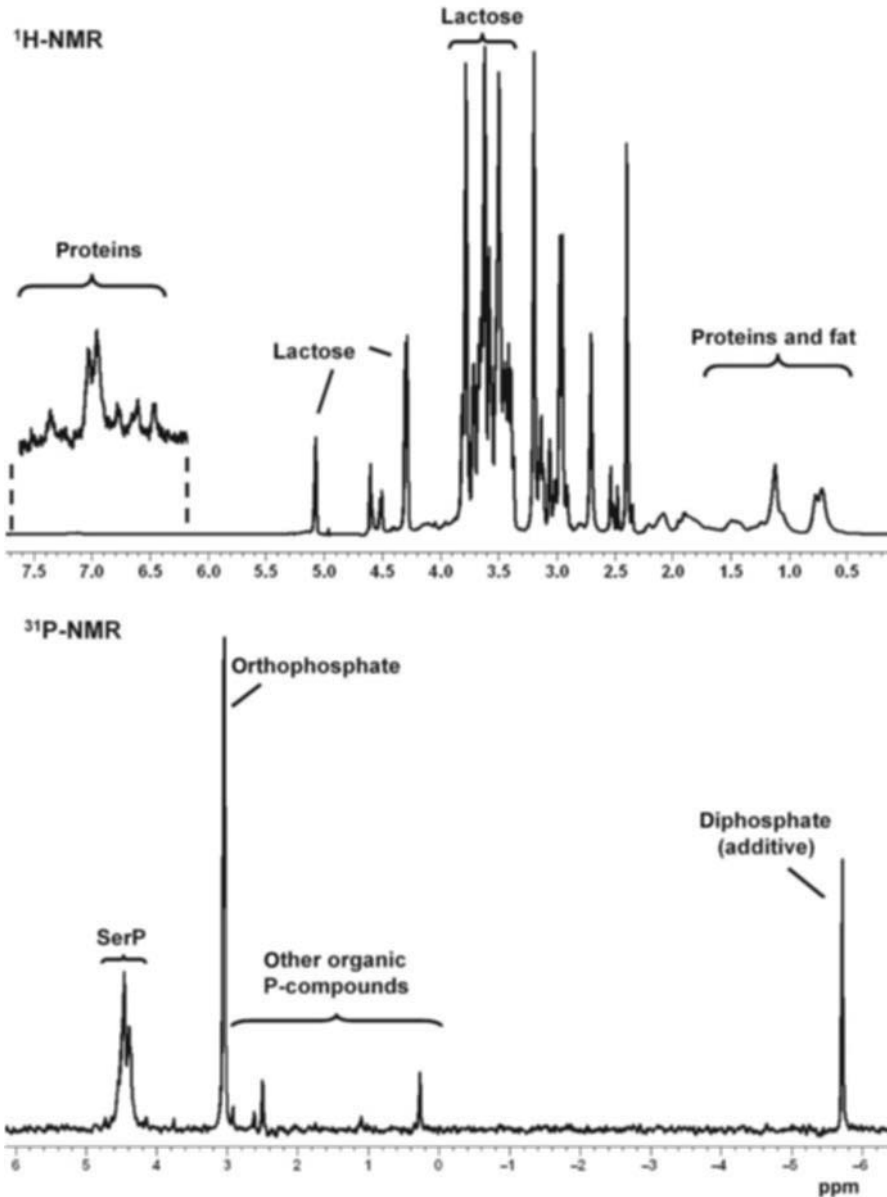 Lactose
¹H-NMR
Proteins
Lactose
Proteins and fat
7.5 7.0 6.5 6.0 5.5 5.0 4.5 4.0 3.5 3.0 2.5 2.0 1.5 1.0 0.5
³¹P-NMR
Orthophosphate
Diphosphate
(additive)
SerP
Other organic
P-compounds
6 5 4 3 2 1 0 –1 –2 –3 –4 –5 –6
ppm